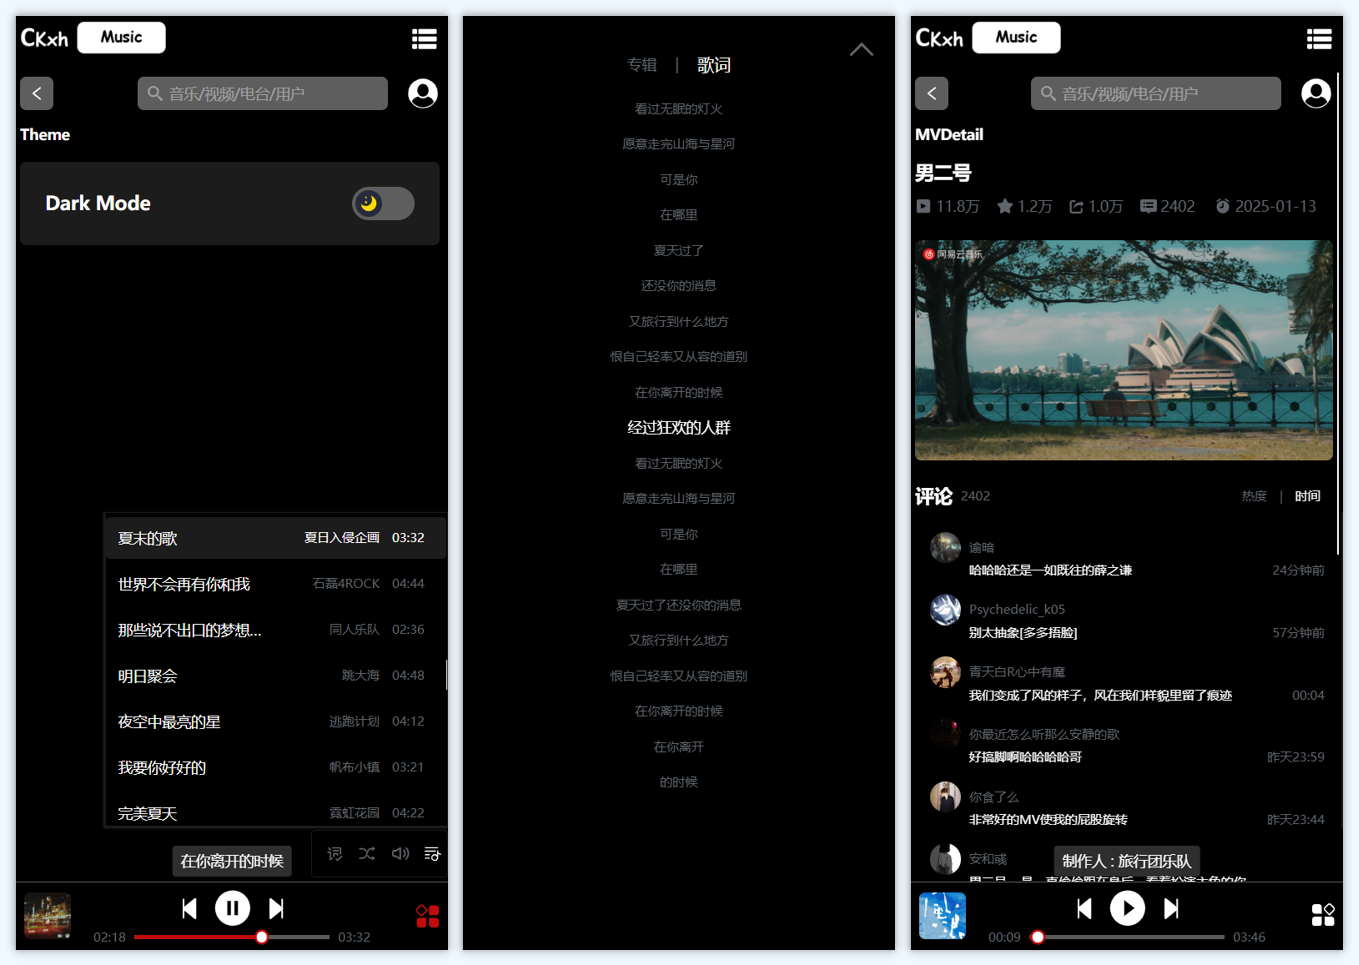 CKxh
Music
音乐/视频/电台/用户
Theme
Dark Mode
夏末的歌 夏日入侵企画 03:32
世界不会再有你和我 石磊4ROCK 04:44
那些说不出口的梦想... 同人乐队 02:36
明日聚会 跳大海 04:48
夜空中最亮的星 逃跑计划 04:12
我要你好好的 帆布小镇 03:21
完美夏天 霓虹花园 04:22
词
在你离开的时候
02:18 03:32
专辑 | 歌词
看过无眠的灯火
愿意走完山海与星河
可是你
在哪里
夏天过了
还没你的消息
又旅行到什么地方
恨自己轻率又从容的道别
在你离开的时候
经过狂欢的人群
看过无眠的灯火
愿意走完山海与星河
可是你
在哪里
夏天过了还没你的消息
又旅行到什么地方
恨自己轻率又从容的道别
在你离开的时候
在你离开
的时候
CKxh
Music
音乐/视频/电台/用户
MVDetail
男二号
11.8万 1.2万 1.0万 2402 2025-01-13
网易云音乐
评论 2402 热度 | 时间
谕暗
哈哈哈还是一如既往的薛之谦 24分钟前
Psychedelic_k05
别太抽象[多多捂脸] 57分钟前
青天白R心中有魔
我们变成了风的样子，风在我们样貌里留了痕迹 00:04
你最近怎么听那么安静的歌
好搞脚啊哈哈哈哈哥 昨天23:59
你食了么
非常好的MV使我的屁股旋转 昨天23:44
安和彧
制作人 : 旅行团乐队
00:09 03:46